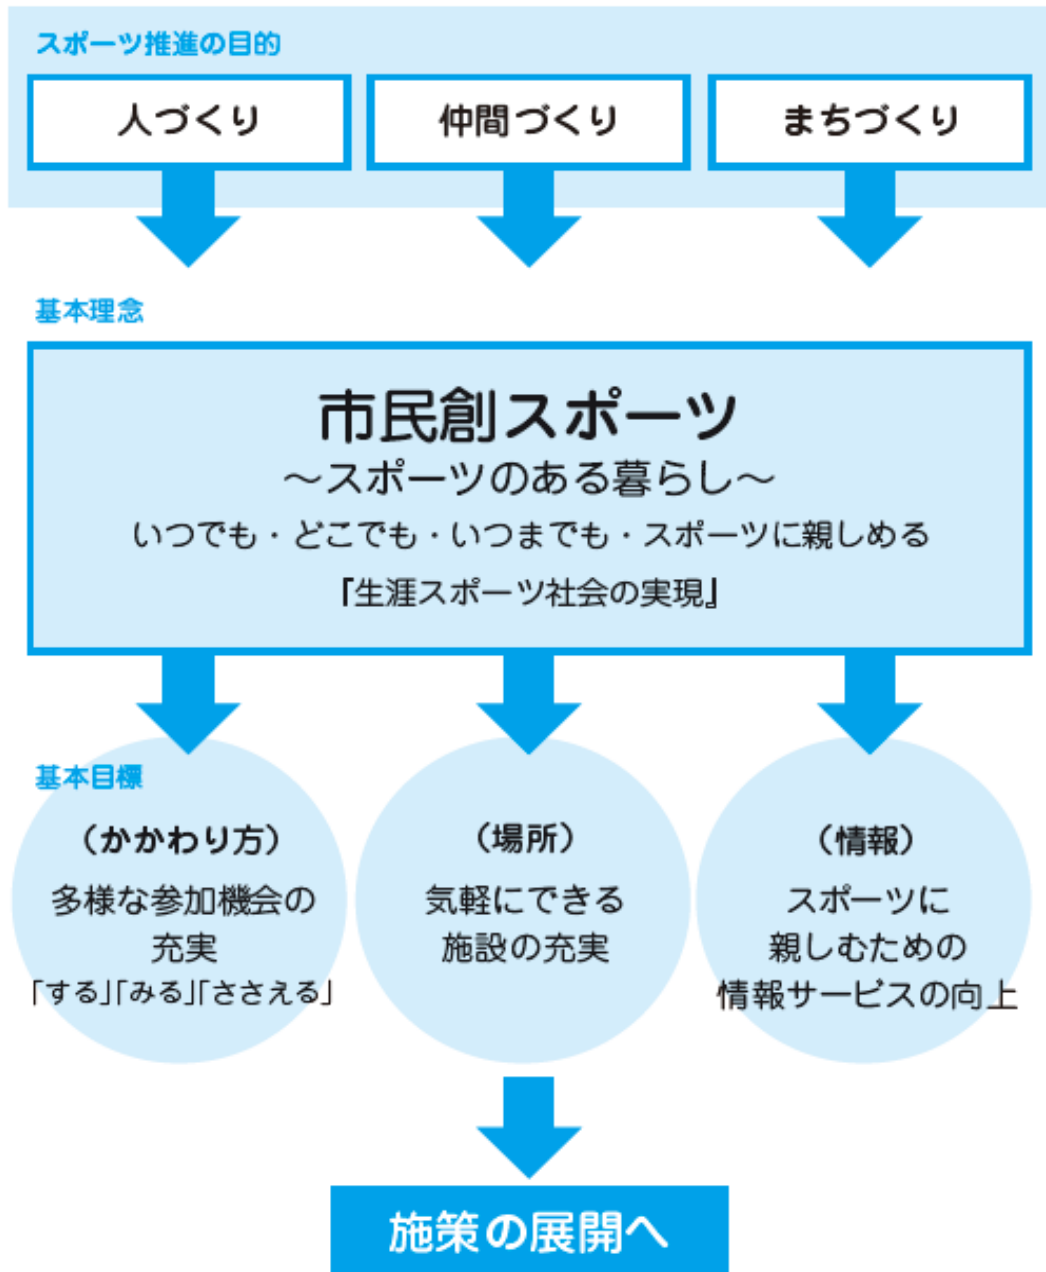 スポーツ推進の目的
人づくり
仲間づくり
まちづくり
基本理念
市民創スポーツ
～スポーツのある暮らし～
いつでも・どこでも・いつまでも・スポーツに親しめる
『生涯スポーツ社会の実現』
基本目標
（かかわり方）
多様な参加機会の
充実
「する」「みる」「ささえる」
（場所）
気軽にできる
施設の充実
（情報）
スポーツに
親しむための
情報サービスの向上
施策の展開へ